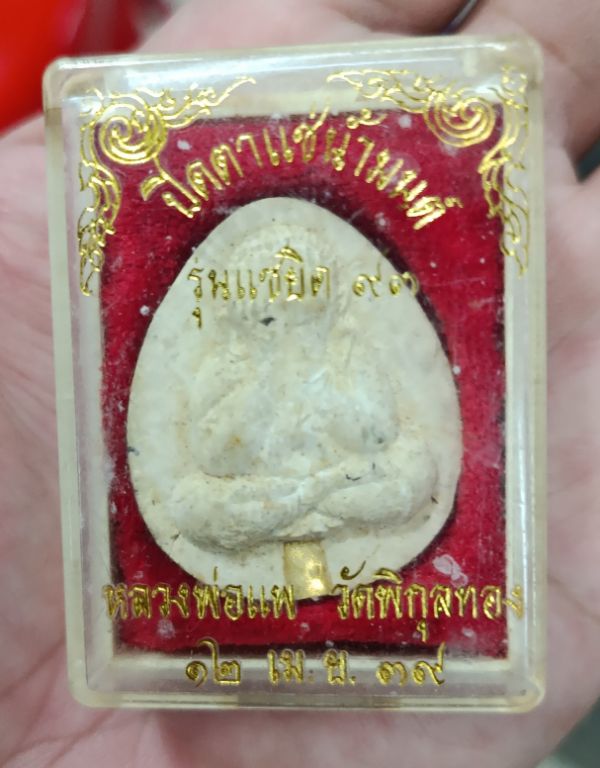 ปิดตาแช่น้ำมนต์
รุ่นแซยิด ๙๓
หลวงพ่อแพ วัดพิกุลทอง
๑๒ เม.ย. ๓๙